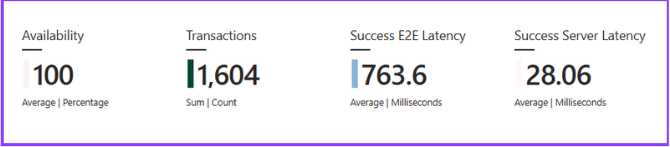 Availability
100
Average | Percentage
Transactions
1,604
Sum | Count
Success E2E Latency
763.6
Average | Milliseconds
Success Server Latency
28.06
Average | Milliseconds